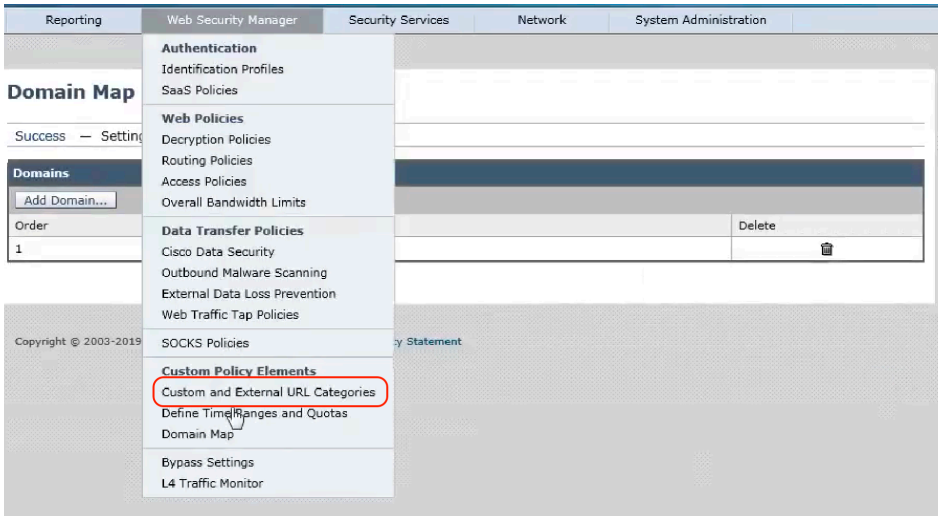 Reporting Web Security Manager Security Services Network System Administration
Authentication
Identification Profiles
SaaS Policies
Domain Map
Web Policies
Success — Setting
Decryption Policies
Routing Policies
Domains
Access Policies
Add Domain...
Overall Bandwidth Limits
Order
Data Transfer Policies
Delete
1
Cisco Data Security
Outbound Malware Scanning
External Data Loss Prevention
Web Traffic Tap Policies
Copyright © 2003-2019
SOCKS Policies
Statement
Custom Policy Elements
Custom and External URL Categories
Define Time Ranges and Quotas
Domain Map
Bypass Settings
L4 Traffic Monitor